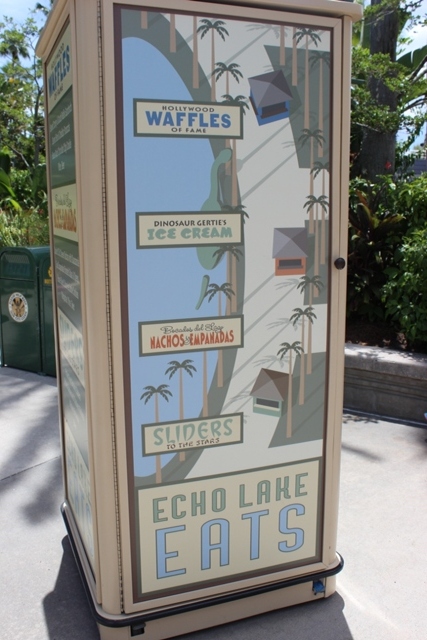 HOLLYWOOD
WAFFLES
OF FAME
DINOSAUR GERTIE'S
ICE CREAM
NACHOS & EMPANADAS
SLIDERS
TO THE STARS
ECHO LAKE
EATS
WAFFLES